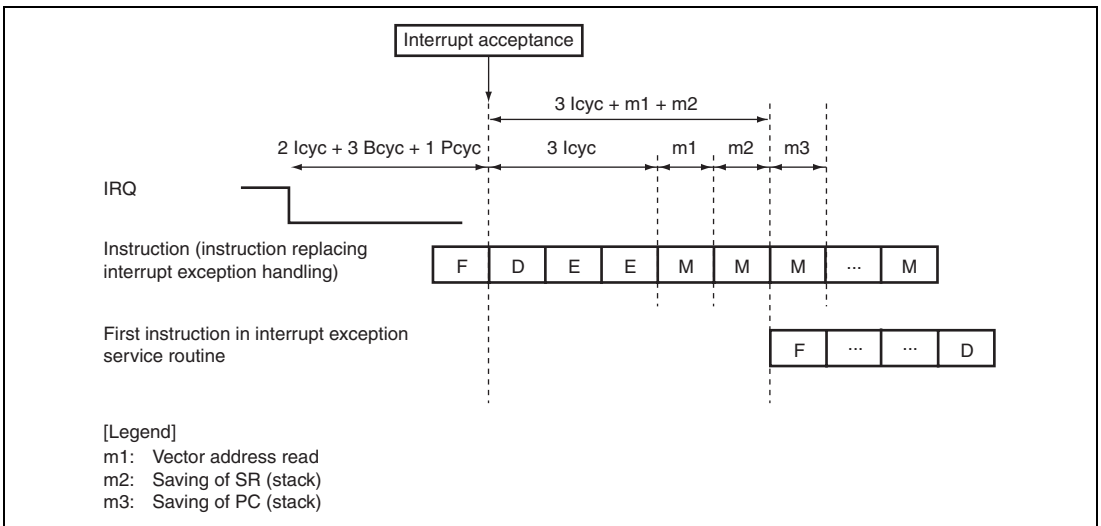 Interrupt acceptance
3 Icyc + m1 + m2
2 Icyc + 3 Bcyc + 1 Pcyc 3 Icyc m1 m2 m3
IRQ
Instruction (instruction replacing
interrupt exception handling)
F D E E M M M ... M
First instruction in interrupt exception
service routine
F ... ... D
[Legend]
m1: Vector address read
m2: Saving of SR (stack)
m3: Saving of PC (stack)